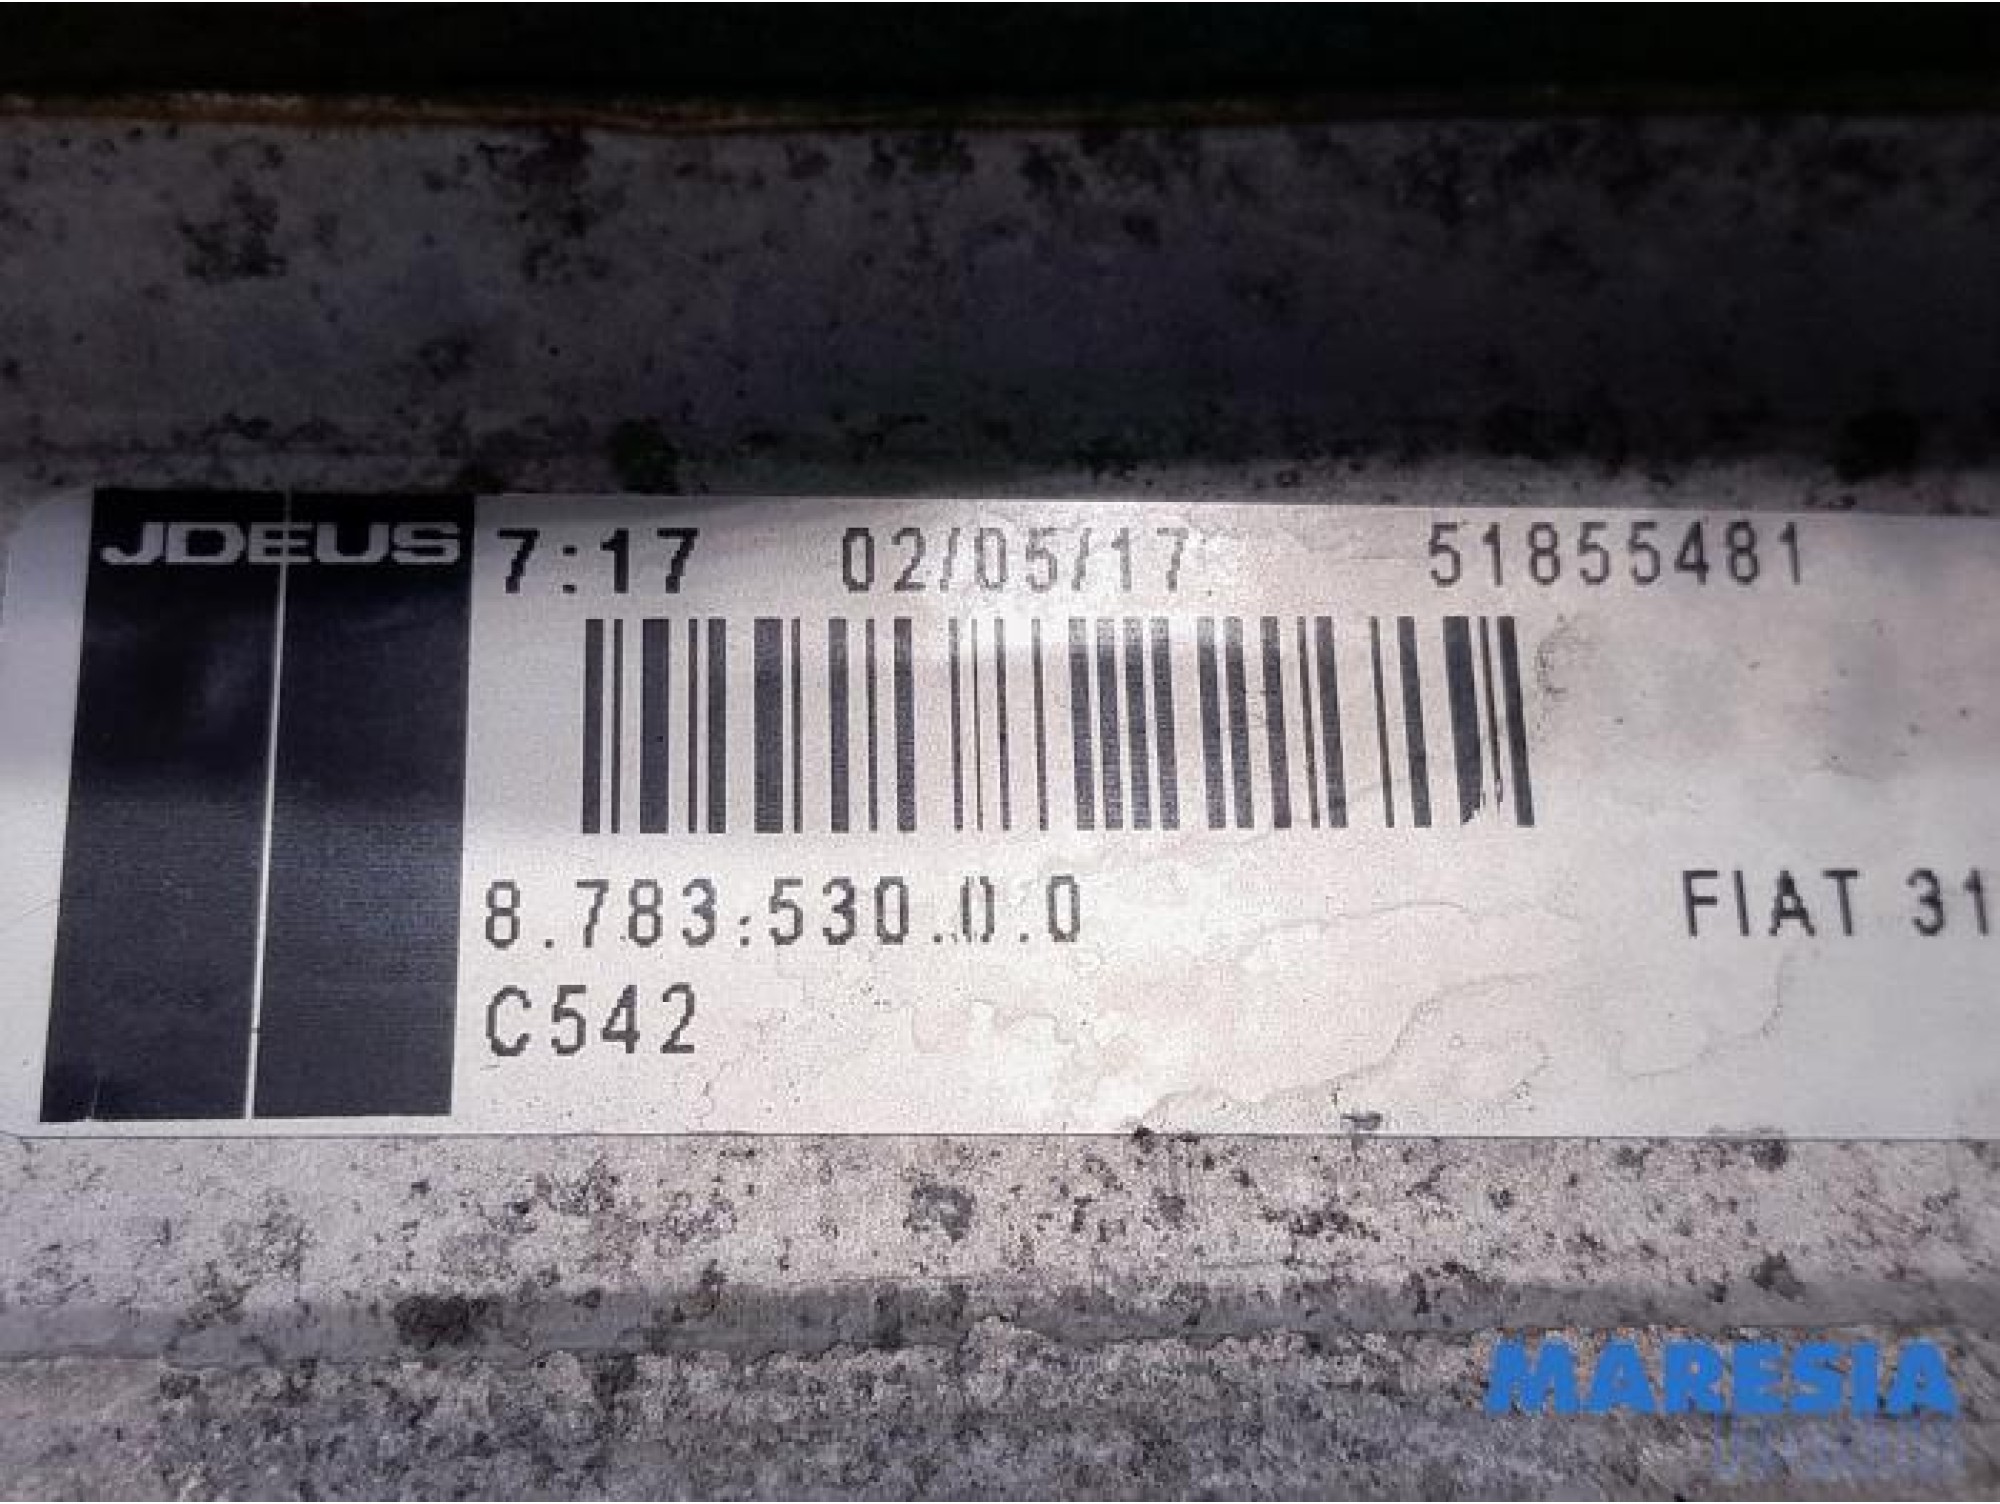 JDEUS 7:17 02/05/17 51855481
8.783.530.0.0 FIAT 31
C542
MARESIA